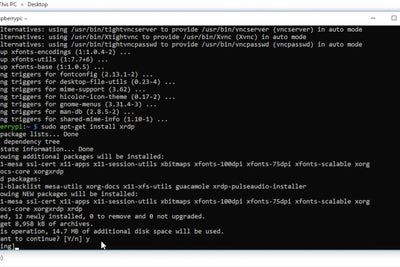 This PC › Desktop
spberrypi: ~
lternatives: using /usr/bin/tightvncserver to provide /usr/bin/vncserver (vncserver) in auto mode
lternatives: using /usr/bin/Xtightvnc to provide /usr/bin/Xvnc (Xvnc) in auto mode
lternatives: using /usr/bin/tightvncpasswd to provide /usr/bin/vncpasswd (vncpasswd) in auto mode
up xfonts-encodings (1:1.0.4-2) ...
up xfonts-utils (1:7.7+6) ...
up xfonts-base (1:1.0.5) ...
ng triggers for fontconfig (2.13.1-2) ...
ng triggers for desktop-file-utils (0.23-4) ...
ng triggers for mime-support (3.62) ...
ng triggers for hicolor-icon-theme (0.17-2) ...
ng triggers for gnome-menus (3.31.4-3) ...
ng triggers for man-db (2.8.5-2) ...
ng triggers for shared-mime-info (1.10-1) ...
errypi:~ $ sudo apt-get install xrdp
package lists... Done
dependency tree
state information... Done
owing additional packages will be installed:
l-mesa ssl-cert x11-apps x11-session-utils xbitmaps xfonts-100dpi xfonts-75dpi xfonts-scalable xorg
ocs-core xorgxrdp
d packages:
l-blacklist mesa-utils xorg-docs x11-xfs-utils guacamole xrdp-pulseaudio-installer
owing NEW packages will be installed:
l-mesa ssl-cert x11-apps x11-session-utils xbitmaps xfonts-100dpi xfonts-75dpi xfonts-scalable xorg
ocs-core xorgxrdp xrdp
ed, 12 newly installed, 0 to remove and 0 not upgraded.
get 8,958 kB of archives.
is operation, 14.7 MB of additional disk space will be used.
ant to continue? [Y/n] y
ing]